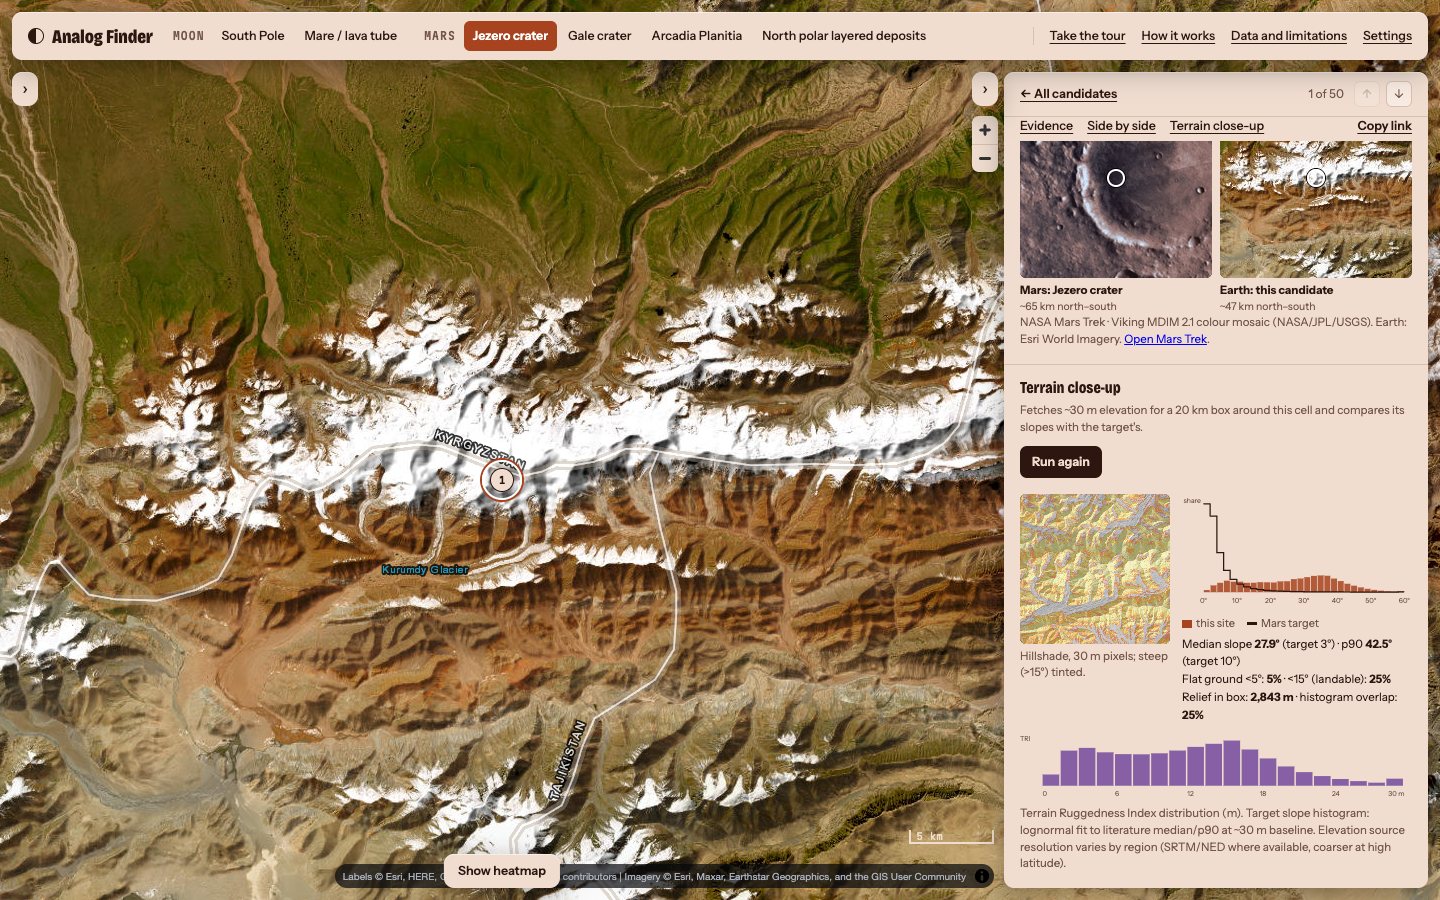 Analog Finder
MOON South Pole Mare / lava tube MARS Jezero crater Gale crater Arcadia Planitia North polar layered deposits
Take the tour How it works Data and limitations Settings
← All candidates 1 of 50
Evidence Side by side Terrain close-up Copy link
Mars: Jezero crater
~65 km north–south
Earth: this candidate
~47 km north–south
NASA Mars Trek · Viking MDIM 2.1 colour mosaic (NASA/JPL/USGS). Earth:
Esri World Imagery. Open Mars Trek.
Terrain close-up
Fetches ~30 m elevation for a 20 km box around this cell and compares its
slopes with the target's.
Run again
share
0° 10° 20° 30° 40° 50° 60°
this site Mars target
Hillshade, 30 m pixels; steep
(>15°) tinted.
Median slope 27.9° (target 3°) · p90 42.5°
(target 10°)
Flat ground <5°: 5% · <15° (landable): 25%
Relief in box: 2,843 m · histogram overlap:
25%
TRI
0 6 12 18 24 30 m
Terrain Ruggedness Index distribution (m). Target slope histogram:
lognormal fit to literature median/p90 at ~30 m baseline. Elevation source
resolution varies by region (SRTM/NED where available, coarser at high
latitude).
KYRGYZSTAN
1
Kurumdy Glacier
TAJIKISTAN
5 km
Show heatmap
Labels © Esri, HERE, contributors | Imagery © Esri, Maxar, Earthstar Geographics, and the GIS User Community